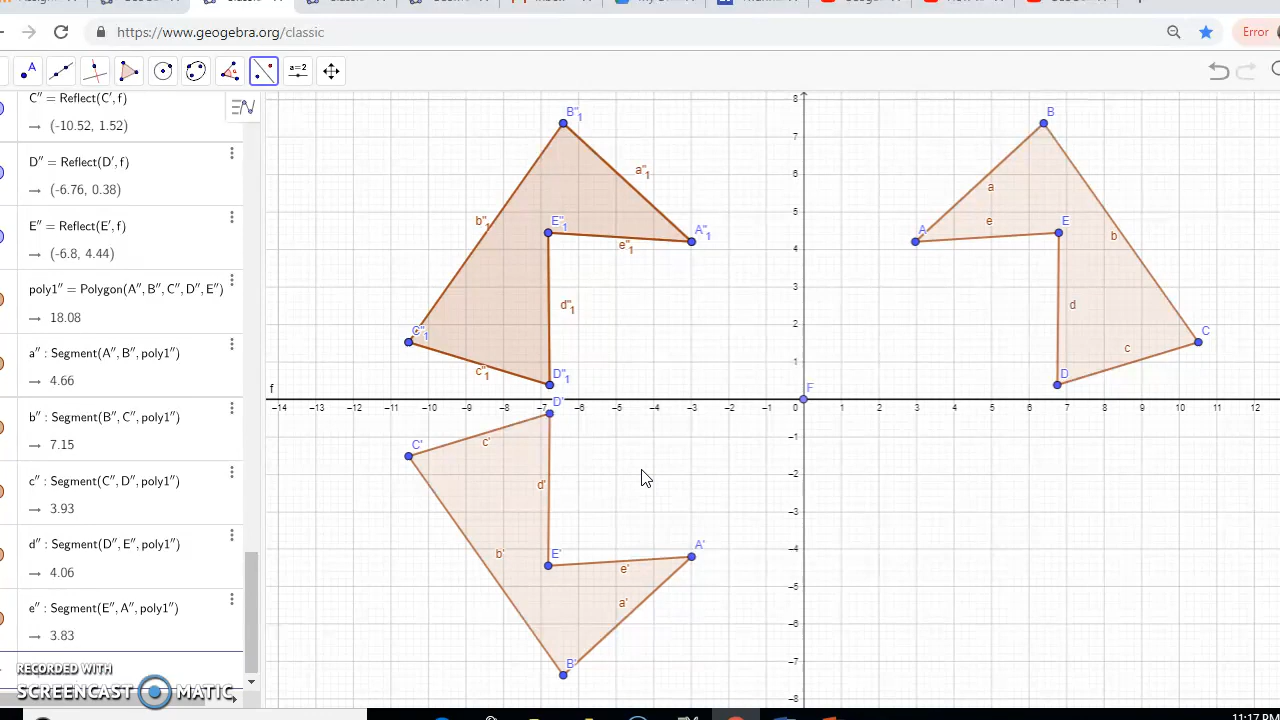 https://www.geogebra.org/classic
Error
a=2
C″ = Reflect(C′, f)
→ (-10.52, 1.52)
D″ = Reflect(D′, f)
→ (-6.76, 0.38)
E″ = Reflect(E′, f)
→ (-6.8, 4.44)
poly1″ = Polygon(A″, B″, C″, D″, E″)
→ 18.08
a″ : Segment(A″, B″, poly1″)
→ 4.66
b″ : Segment(B″, C″, poly1″)
→ 7.15
c″ : Segment(C″, D″, poly1″)
→ 3.93
d″ : Segment(D″, E″, poly1″)
→ 4.06
e″ : Segment(E″, A″, poly1″)
→ 3.83
RECORDED WITH
SCREENCAST MATIC
8
B″₁
B
7
a″₁
6
a
b″₁
E″₁
A″₁
5
A
e
E
b
e″₁
4
d″₁
3
d
C″₁
2
C
c
c″₁
D″₁
1
D
f
F
−14 −13 −12 −11 −10 −9 −8 −7 −6 −5 −4 −3 −2 −1 0 1 2 3 4 5 6 7 8 9 10 11 12
D'
−1
C'
c'
−2
d'
−3
b'
E'
A'
−4
e'
−5
a'
−6
B'
−7
−8
11:17 PM